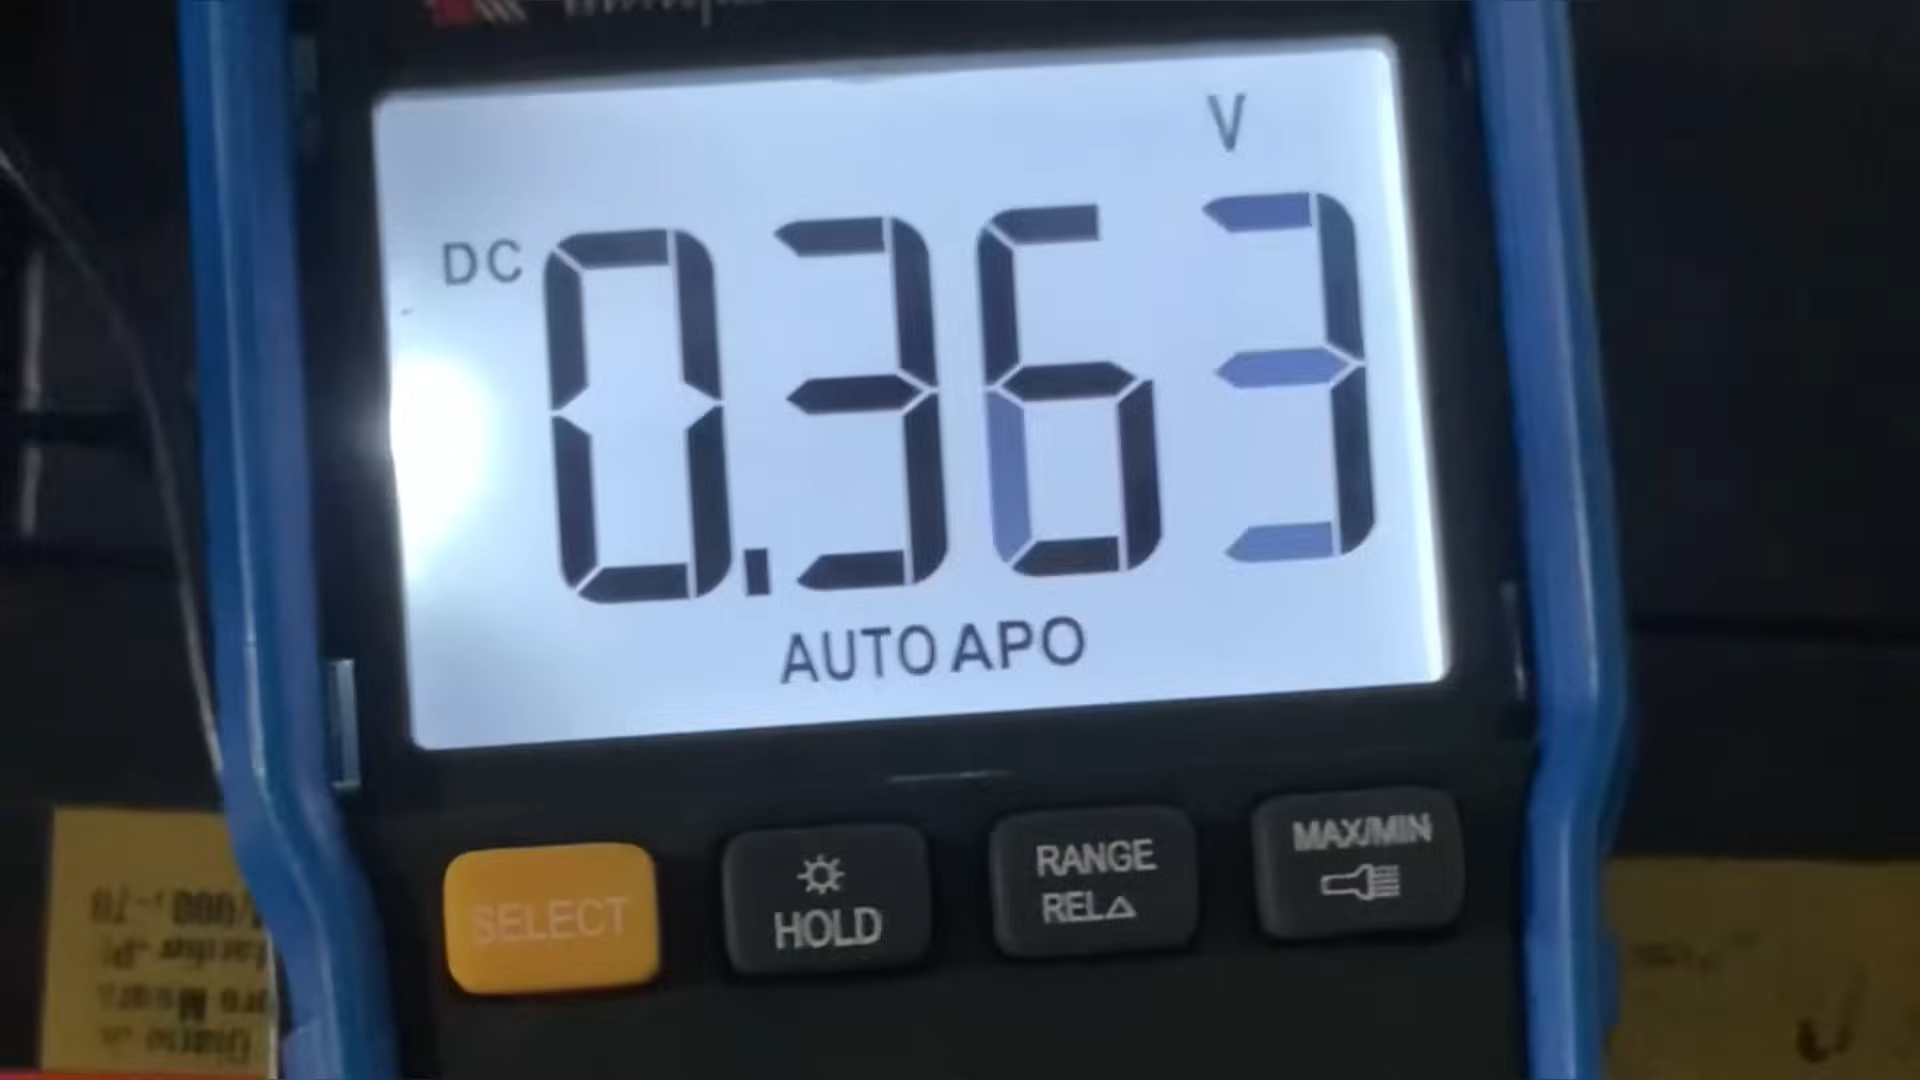 V
DC 0.363
AUTO APO
SELECT
HOLD
RANGE
REL△
MAX/MIN